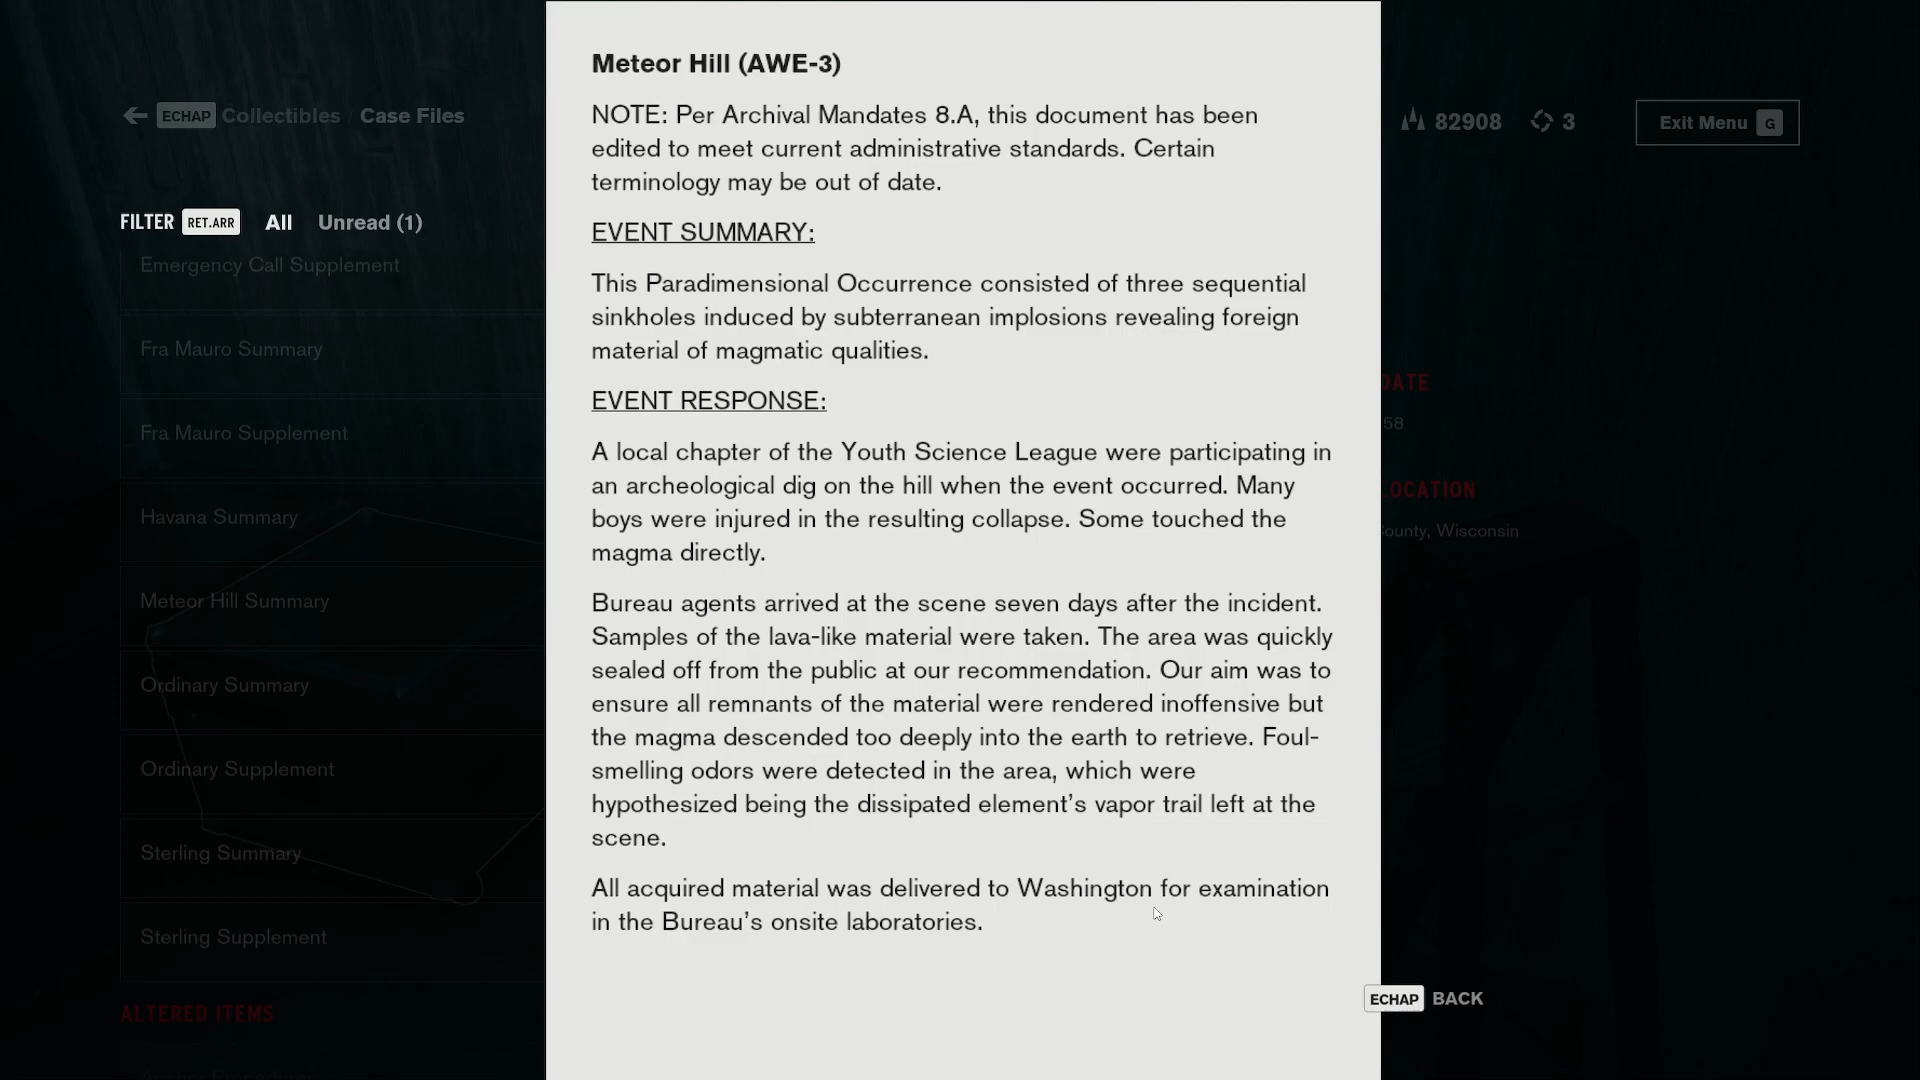 Meteor Hill (AWE-3)
NOTE: Per Archival Mandates 8.A, this document has been
edited to meet current administrative standards. Certain
terminology may be out of date.
EVENT SUMMARY:
This Paradimensional Occurrence consisted of three sequential
sinkholes induced by subterranean implosions revealing foreign
material of magmatic qualities.
EVENT RESPONSE:
A local chapter of the Youth Science League were participating in
an archeological dig on the hill when the event occurred. Many
boys were injured in the resulting collapse. Some touched the
magma directly.
Bureau agents arrived at the scene seven days after the incident.
Samples of the lava-like material were taken. The area was quickly
sealed off from the public at our recommendation. Our aim was to
ensure all remnants of the material were rendered inoffensive but
the magma descended too deeply into the earth to retrieve. Foul-
smelling odors were detected in the area, which were
hypothesized being the dissipated element's vapor trail left at the
scene.
All acquired material was delivered to Washington for examination
in the Bureau's onsite laboratories.
ECHAP Collectibles / Case Files
82908 3
Exit Menu G
FILTER RET.ARR All Unread (1)
Emergency Call Supplement
Fra Mauro Summary
Fra Mauro Supplement
Havana Summary
Meteor Hill Summary
Ordinary Summary
Ordinary Supplement
Sterling Summary
Sterling Supplement
ALTERED ITEMS
DATE
58
LOCATION
County, Wisconsin
ECHAP BACK